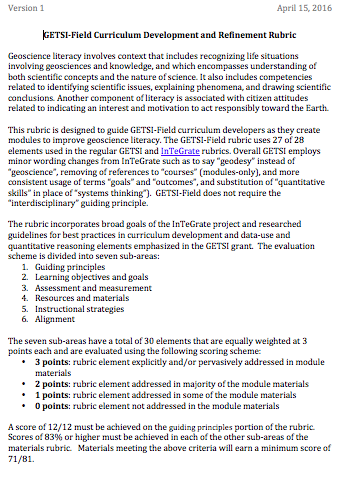 Version 1 April 15, 2016
GETSI-Field Curriculum Development and Refinement Rubric
Geoscience literacy involves context that includes recognizing life situations
involving geosciences and knowledge, and which encompasses understanding of
both scientific concepts and the nature of science. It also includes competencies
related to identifying scientific issues, explaining phenomena, and drawing scientific
conclusions. Another component of literacy is associated with citizen attitudes
related to indicating an interest and motivation to act responsibly toward the Earth.
This rubric is designed to guide GETSI-Field curriculum developers as they create
modules to improve geoscience literacy. The GETSI-Field rubric uses 27 of 28
elements used in the regular GETSI and InTeGrate rubrics. Overall GETSI employs
minor wording changes from InTeGrate such as to say "geodesy" instead of
"geoscience", removing of references to "courses" (modules-only), and more
consistent usage of terms "goals" and "outcomes", and substitution of "quantitative
skills" in place of "systems thinking"). GETSI-Field does not require the
"interdisciplinary" guiding principle.
The rubric incorporates broad goals of the InTeGrate project and researched
guidelines for best practices in curriculum development and data-use and
quantitative reasoning elements emphasized in the GETSI grant. The evaluation
scheme is divided into seven sub-areas:
1. Guiding principles
2. Learning objectives and goals
3. Assessment and measurement
4. Resources and materials
5. Instructional strategies
6. Alignment
The seven sub-areas have a total of 30 elements that are equally weighted at 3
points each and are evaluated using the following scoring scheme:
• 3 points: rubric element explicitly and/or pervasively addressed in module
materials
• 2 points: rubric element addressed in majority of the module materials
• 1 points: rubric element addressed in some of the module materials
• 0 points: rubric element not addressed in the module materials
A score of 12/12 must be achieved on the guiding principles portion of the rubric.
Scores of 83% or higher must be achieved in each of the other sub-areas of the
materials rubric. Materials meeting the above criteria will earn a minimum score of
71/81.